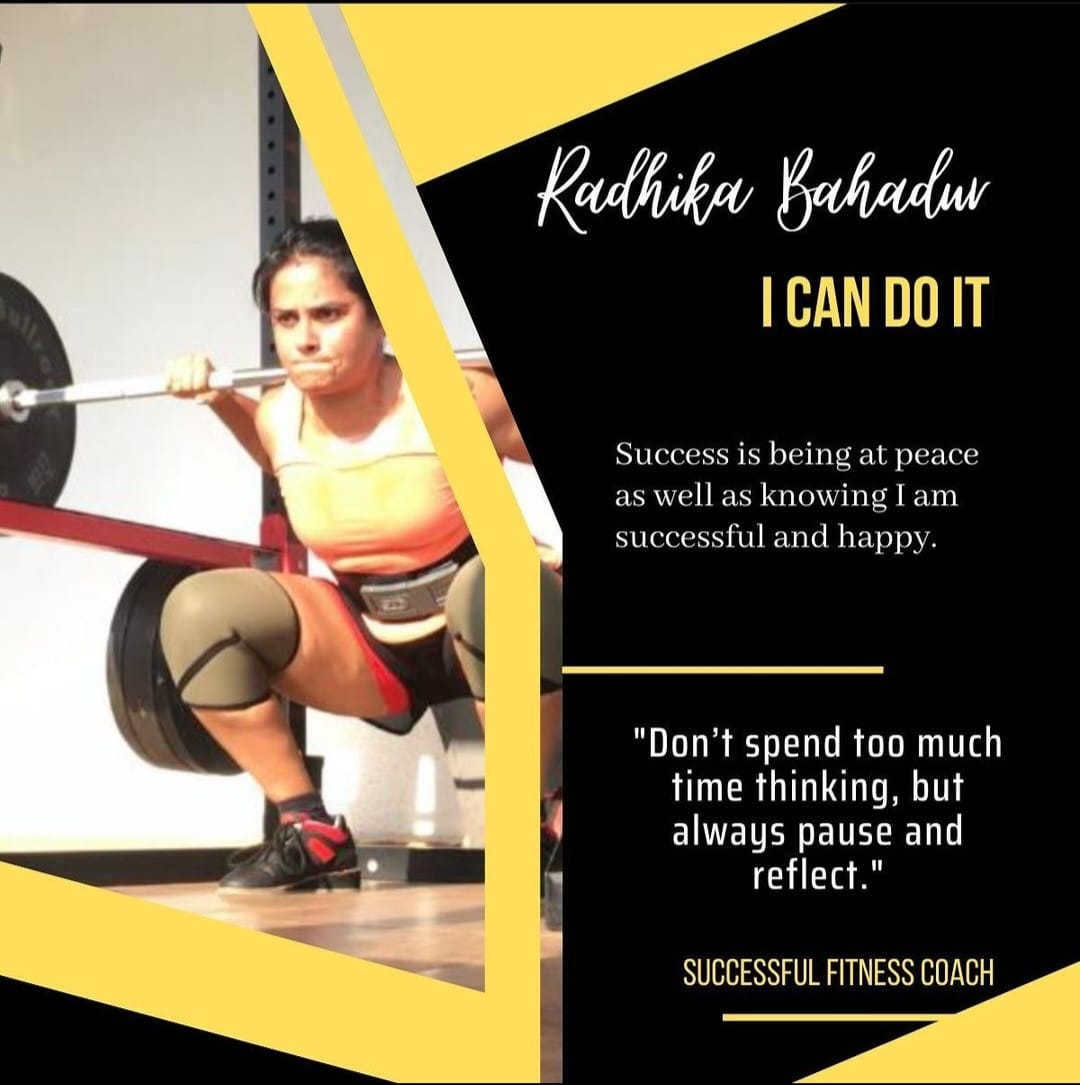 Radhika Bahadur
I CAN DO IT
Success is being at peace
as well as knowing I am
successful and happy.
"Don’t spend too much
time thinking, but
always pause and
reflect."
SUCCESSFUL FITNESS COACH